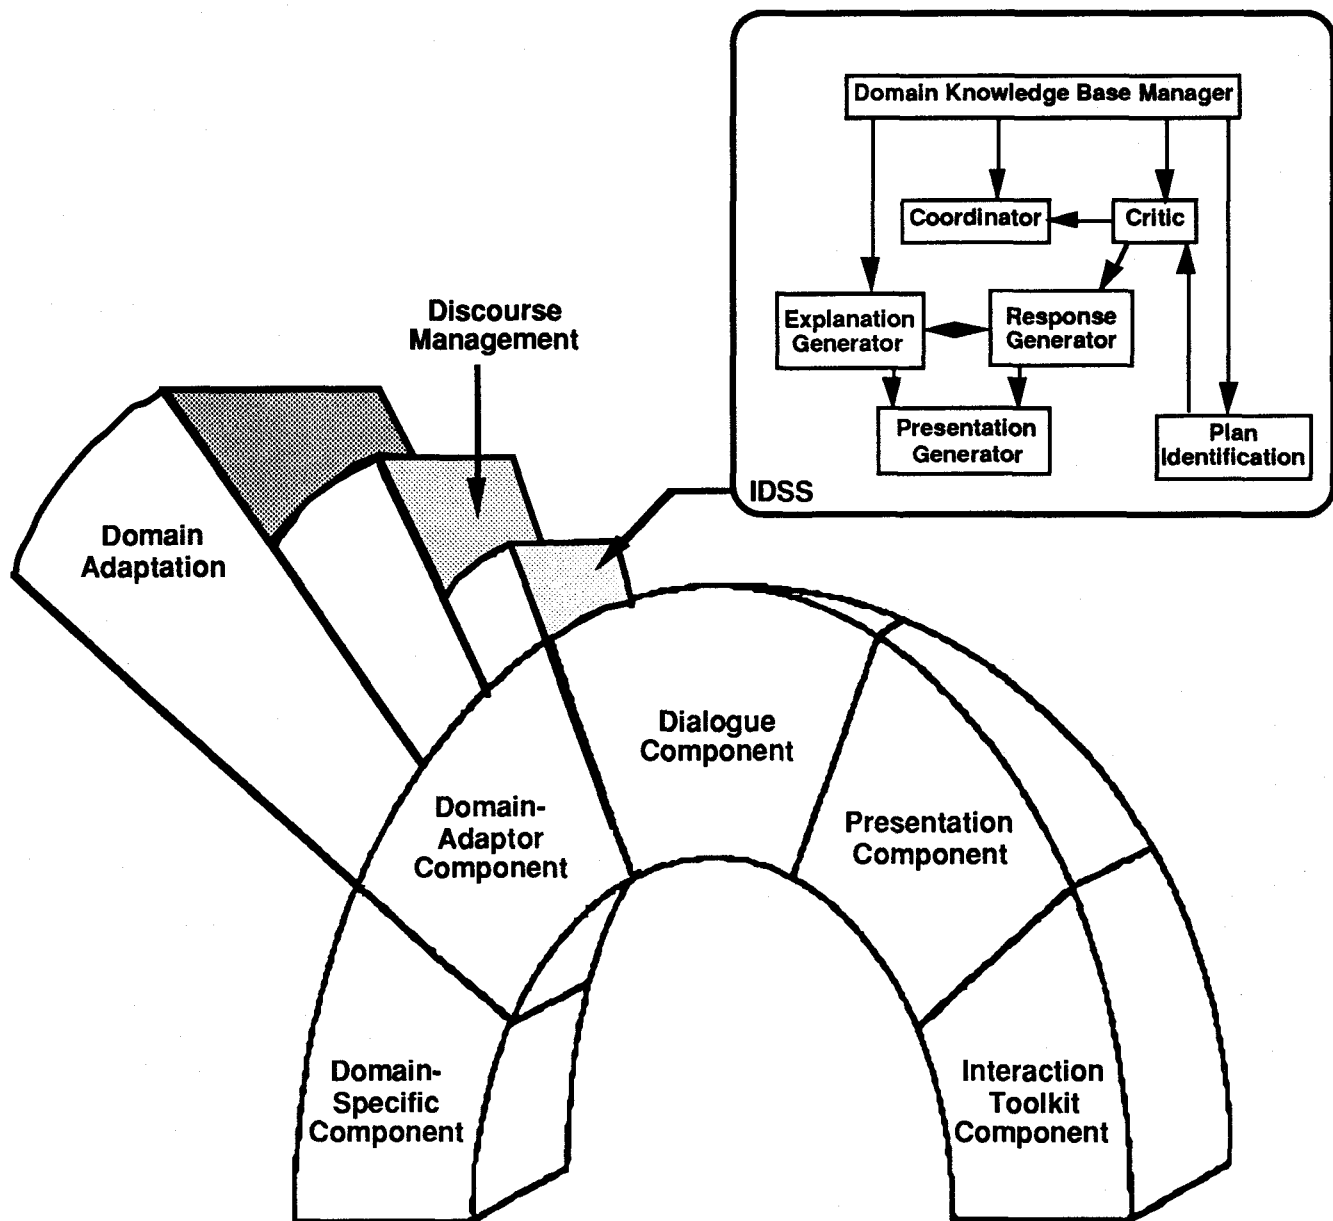 Domain Knowledge Base Manager
Coordinator
Critic
Explanation
Generator
Response
Generator
Presentation
Generator
Plan
Identification
IDSS
Discourse
Management
Domain
Adaptation
Dialogue
Component
Domain-
Adaptor
Component
Presentation
Component
Domain-
Specific
Component
Interaction
Toolkit
Component